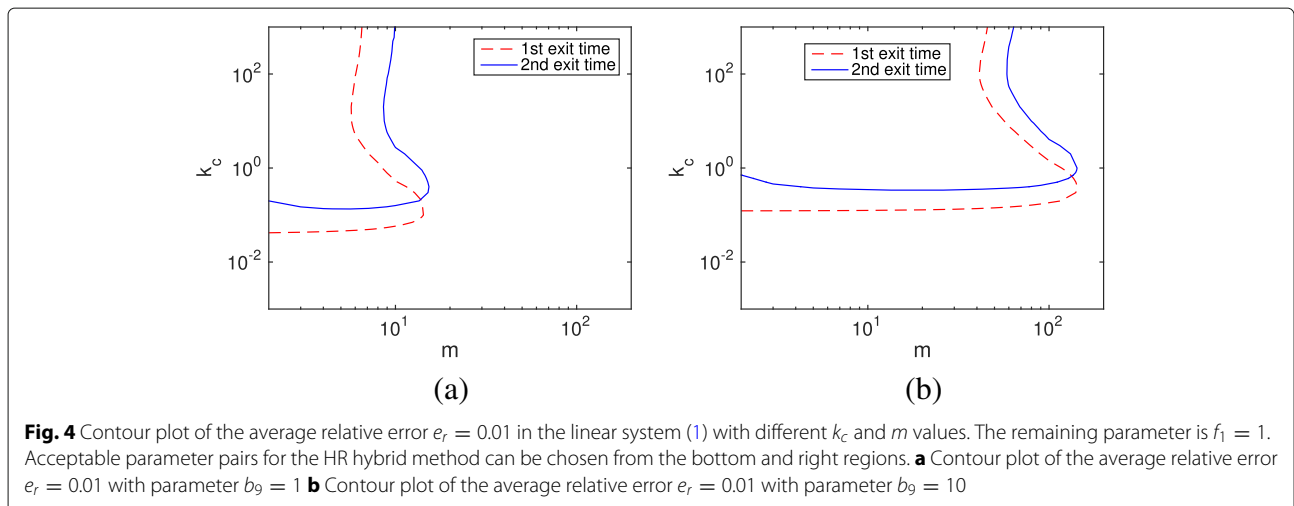 1st exit time
2nd exit time
10^2
10^0
10^-2
k_c
10^1
10^2
m
(a)
1st exit time
2nd exit time
10^2
10^0
10^-2
k_c
10^1
10^2
m
(b)
Fig. 4 Contour plot of the average relative error e_r = 0.01 in the linear system (1) with different k_c and m values. The remaining parameter is f_1 = 1.
Acceptable parameter pairs for the HR hybrid method can be chosen from the bottom and right regions. a Contour plot of the average relative error
e_r = 0.01 with parameter b_9 = 1 b Contour plot of the average relative error e_r = 0.01 with parameter b_9 = 10